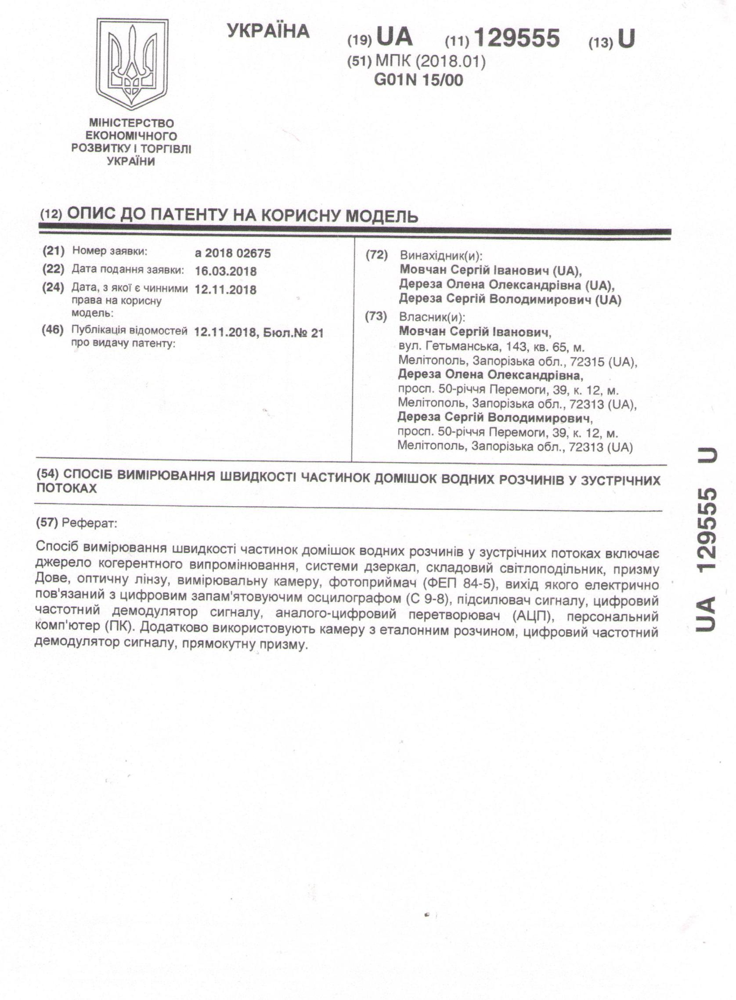 УКРАЇНА
(19) UA (11) 129555 (13) U
(51) МПК (2018.01)
G01N 15/00
МІНІСТЕРСТВО
ЕКОНОМІЧНОГО
РОЗВИТКУ І ТОРГІВЛІ
УКРАЇНИ
(12) ОПИС ДО ПАТЕНТУ НА КОРИСНУ МОДЕЛЬ
(21) Номер заявки: а 2018 02675
(22) Дата подання заявки: 16.03.2018
(24) Дата, з якої є чинними 12.11.2018
права на корисну
модель:
(46) Публікація відомостей 12.11.2018, Бюл.№ 21
про видачу патенту:
(72) Винахідник(и):
Мовчан Сергій Іванович (UA),
Дереза Олена Олександрівна (UA),
Дереза Сергій Володимирович (UA)
(73) Власник(и):
Мовчан Сергій Іванович,
вул. Гетьманська, 143, кв. 65, м.
Мелітополь, Запорізька обл., 72315 (UA),
Дереза Олена Олександрівна,
просп. 50-річчя Перемоги, 39, к. 12, м.
Мелітополь, Запорізька обл., 72313 (UA),
Дереза Сергій Володимирович,
просп. 50-річчя Перемоги, 39, к. 12, м.
Мелітополь, Запорізька обл., 72313 (UA)
(54) СПОСІБ ВИМІРЮВАННЯ ШВИДКОСТІ ЧАСТИНОК ДОМІШОК ВОДНИХ РОЗЧИНІВ У ЗУСТРІЧНИХ
ПОТОКАХ
(57) Реферат:
Спосіб вимірювання швидкості частинок домішок водних розчинів у зустрічних потоках включає
джерело когерентного випромінювання, системи дзеркал, складовий світлоподільник, призму
Дове, оптичну лінзу, вимірювальну камеру, фотоприймач (ФЕП 84-5), вихід якого електрично
пов'язаний з цифровим запам'ятовуючим осцилографом (С 9-8), підсилювач сигналу, цифровий
частотний демодулятор сигналу, аналого-цифровий перетворювач (АЦП), персональний
комп'ютер (ПК). Додатково використовують камеру з еталонним розчином, цифровий частотний
демодулятор сигналу, прямокутну призму.
UA 129555 U